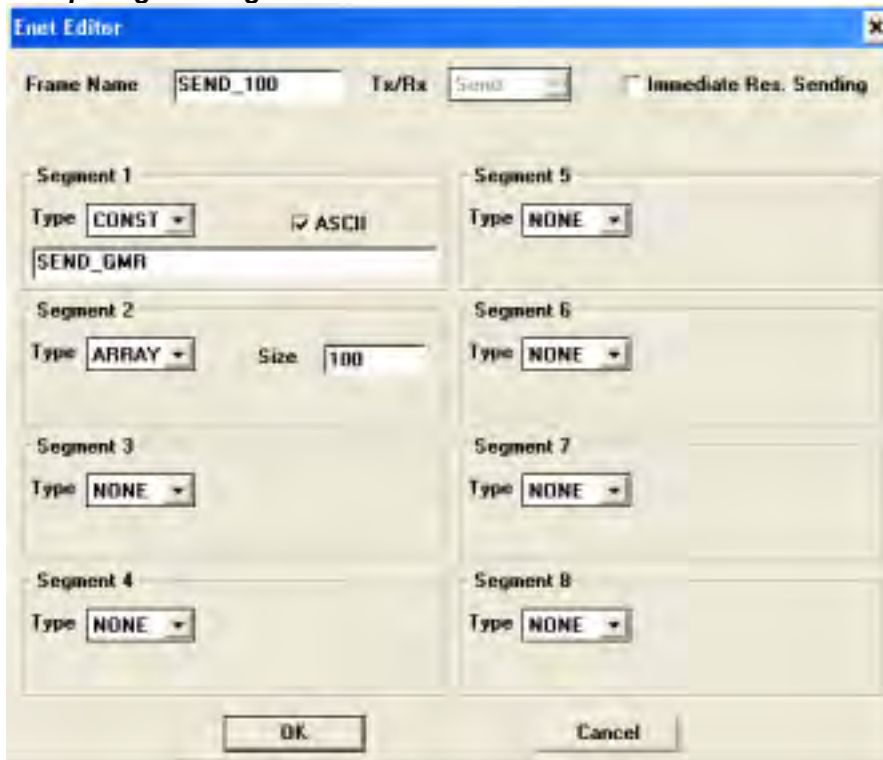 Enet Editor
Frame Name SEND_100 Tx/Rx Send Immediate Res. Sending
Segment 1
Type CONST ASCII
SEND_GMR
Segment 2
Type ARRAY Size 100
Segment 3
Type NONE
Segment 4
Type NONE
Segment 5
Type NONE
Segment 6
Type NONE
Segment 7
Type NONE
Segment 8
Type NONE
OK
Cancel